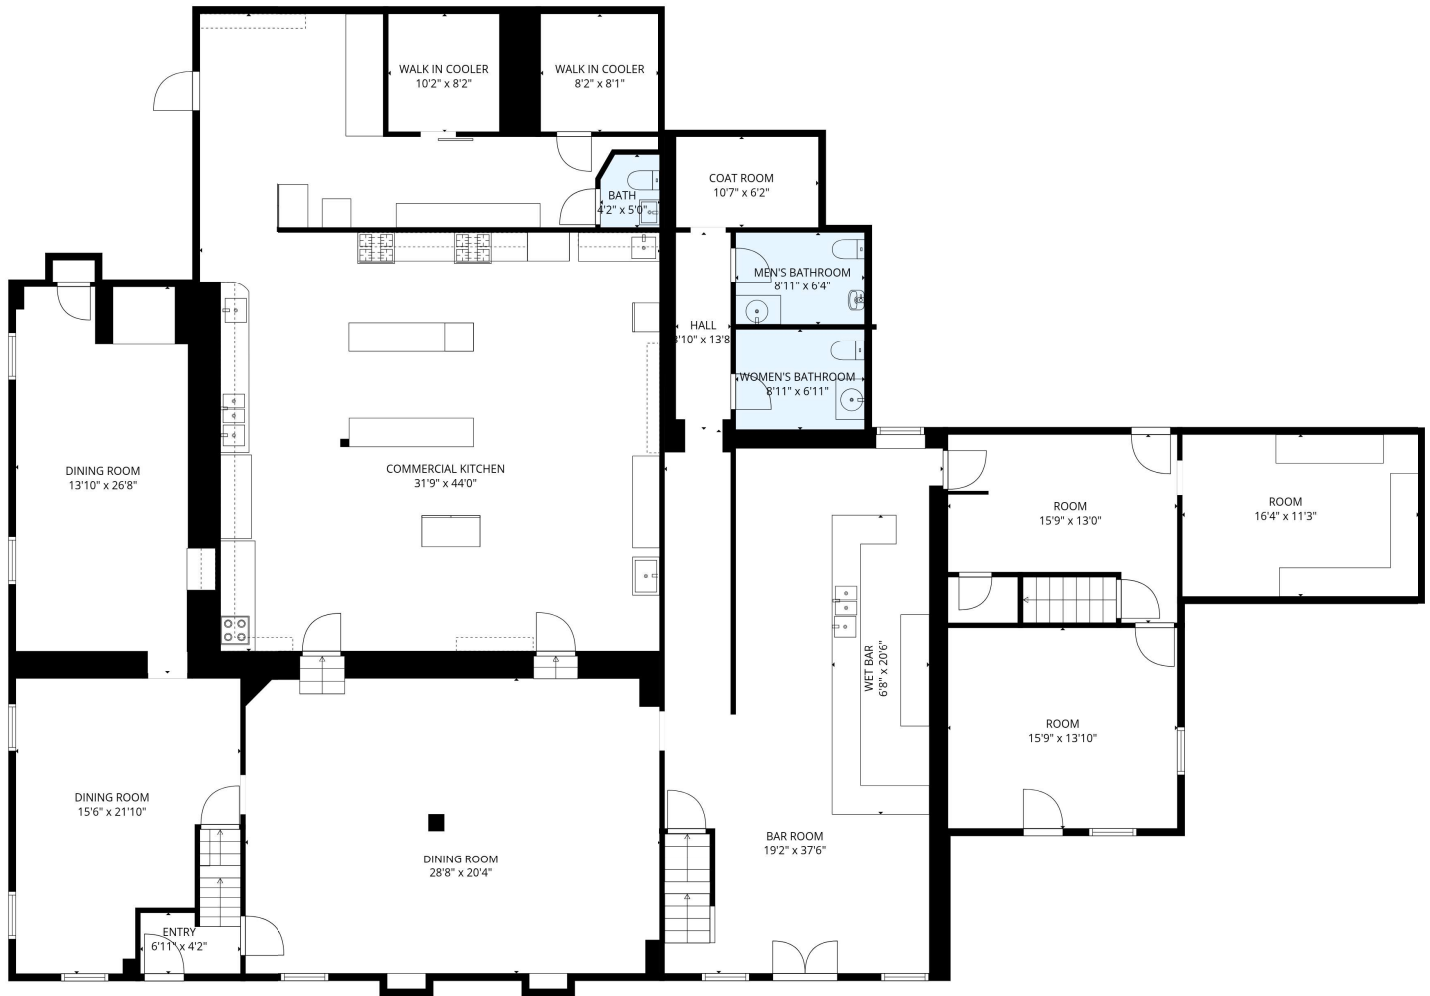 WALK IN COOLER
10'2" x 8'2"
WALK IN COOLER
8'2" x 8'1"
COAT ROOM
10'7" x 6'2"
BATH
4'2" x 5'0"
MEN'S BATHROOM
8'11" x 6'4"
HALL
3'10" x 13'8
WOMEN'S BATHROOM
8'11" x 6'11"
DINING ROOM
13'10" x 26'8"
COMMERCIAL KITCHEN
31'9" x 44'0"
ROOM
15'9" x 13'0"
ROOM
16'4" x 11'3"
WET BAR
6'8" x 20'6"
ROOM
15'9" x 13'10"
DINING ROOM
15'6" x 21'10"
BAR ROOM
19'2" x 37'6"
DINING ROOM
28'8" x 20'4"
ENTRY
6'11" x 4'2"